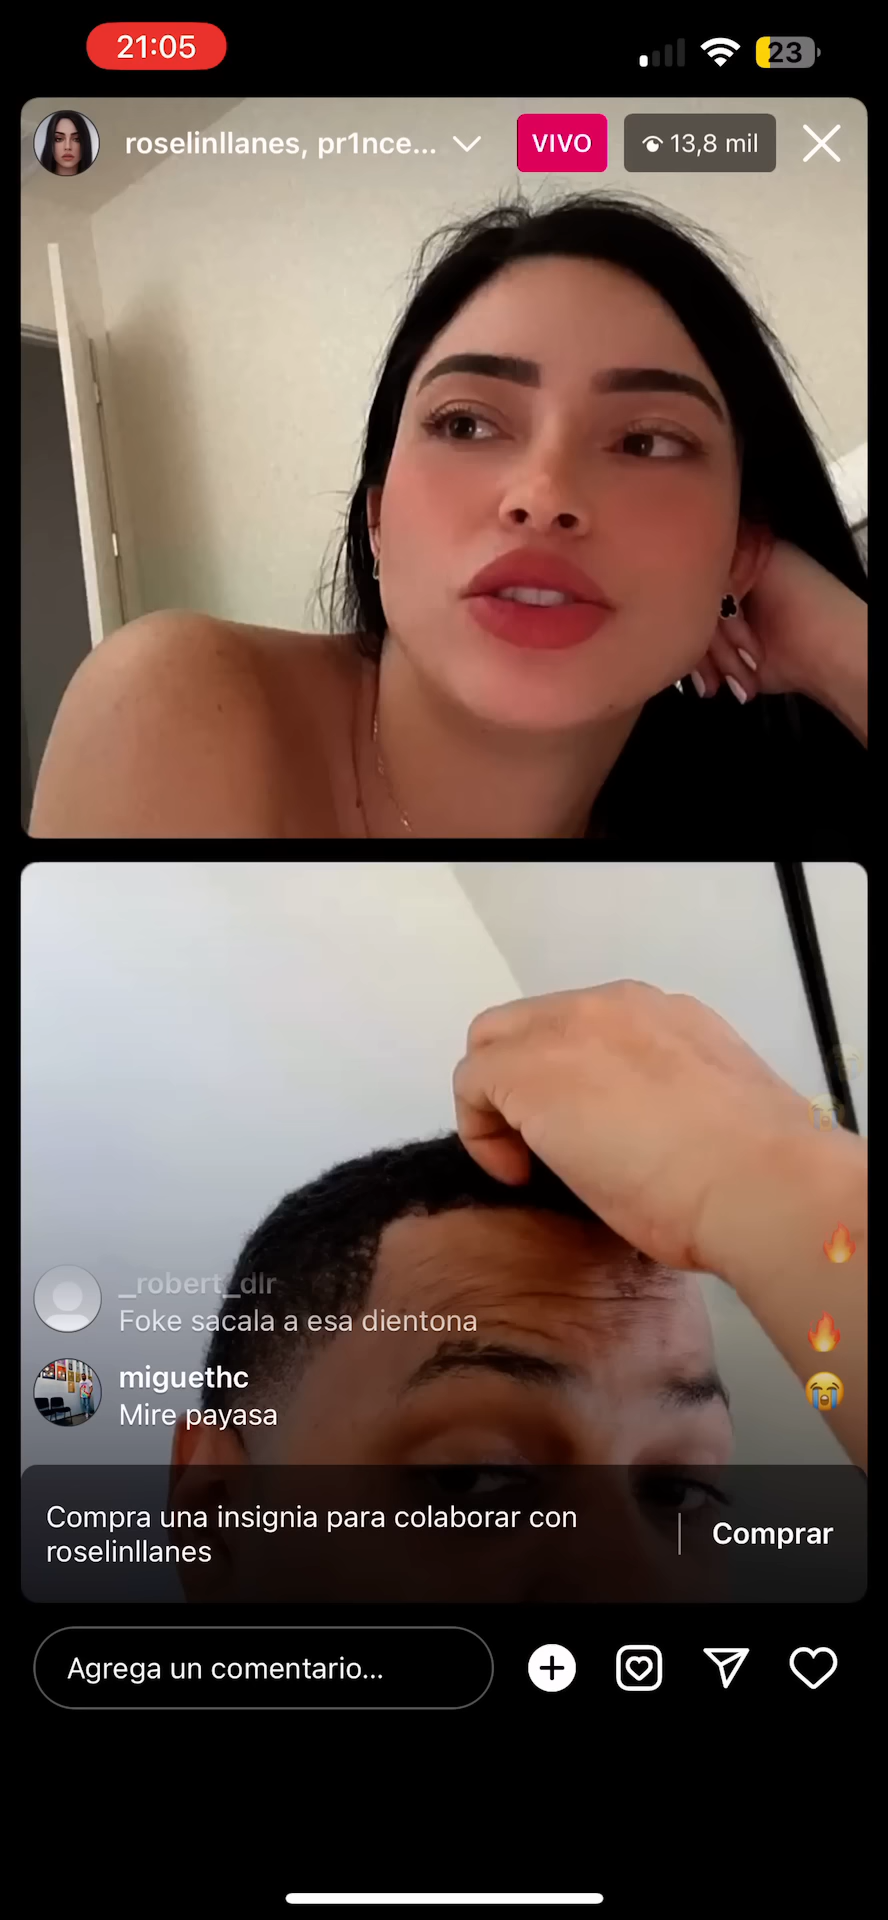 21:05
23
roselinllanes, pr1nce...
VIVO
13,8 mil
_robert_dlr
Foke sacala a esa dientona
miguethc
Mire payasa
Compra una insignia para colaborar con
roselinllanes
Comprar
Agrega un comentario...